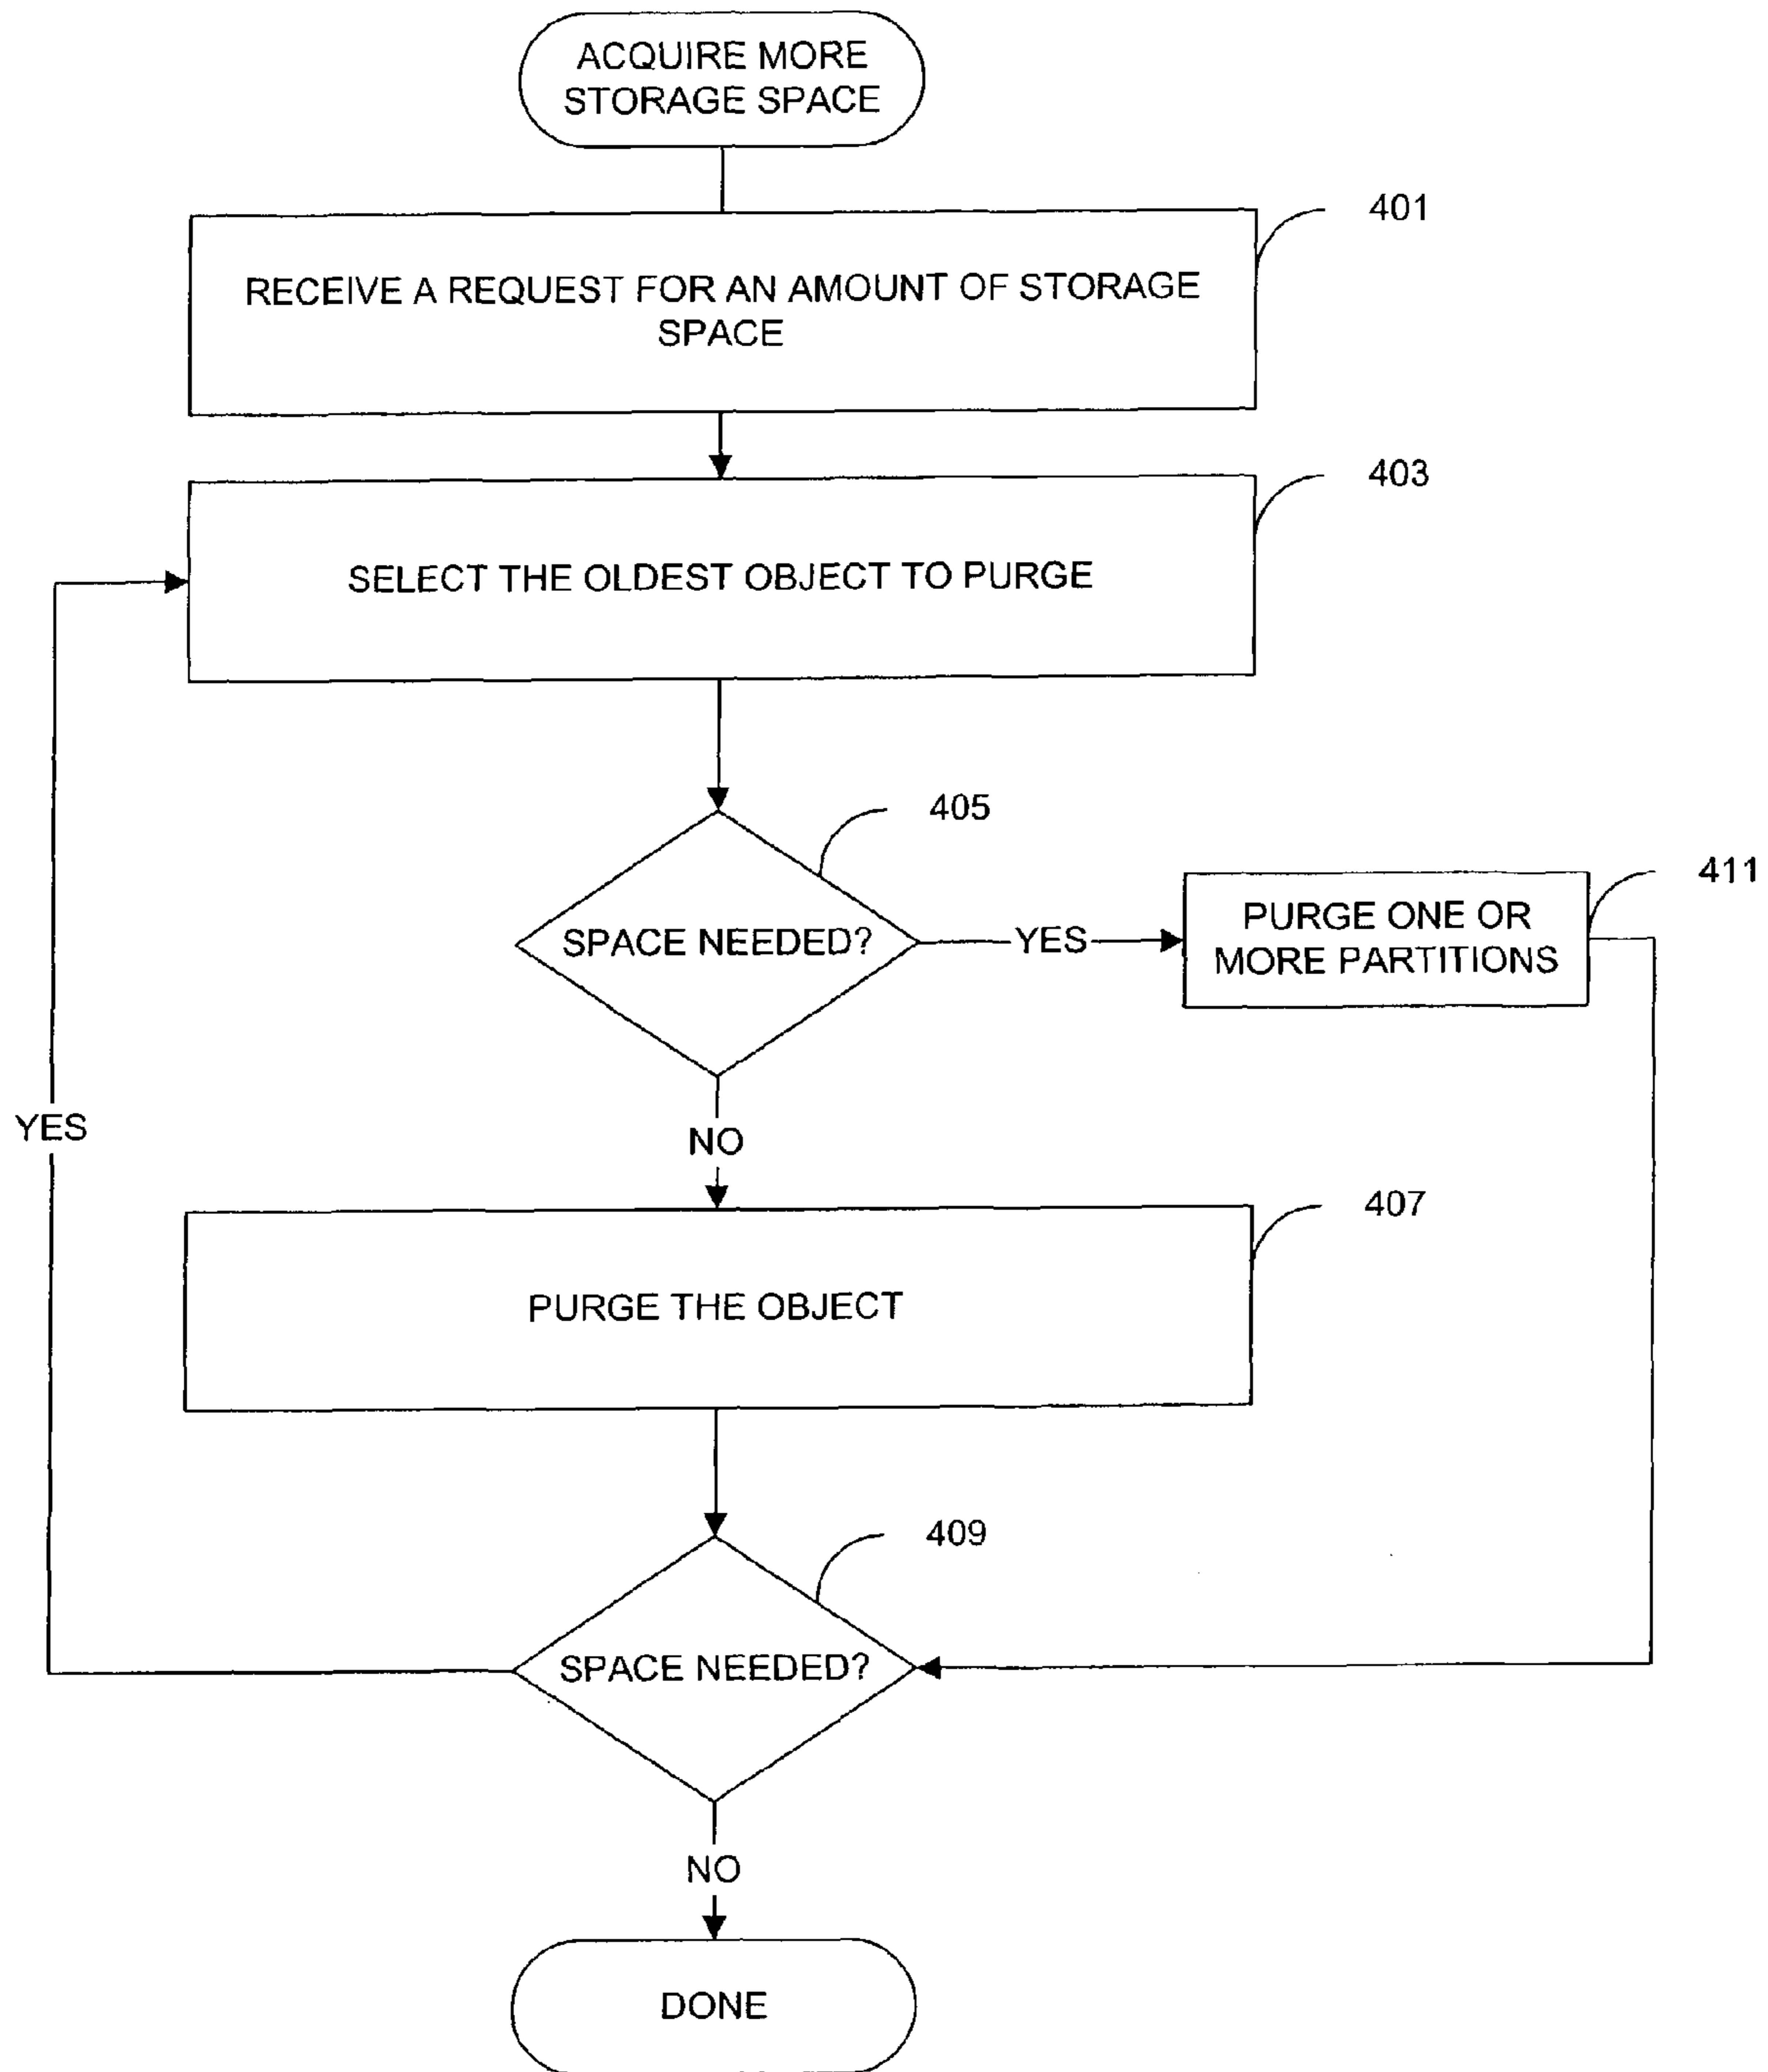 ACQUIRE MORE
STORAGE SPACE
401
RECEIVE A REQUEST FOR AN AMOUNT OF STORAGE
SPACE
403
SELECT THE OLDEST OBJECT TO PURGE
405
SPACE NEEDED?
YES
411
PURGE ONE OR
MORE PARTITIONS
YES
NO
407
PURGE THE OBJECT
409
SPACE NEEDED?
NO
DONE